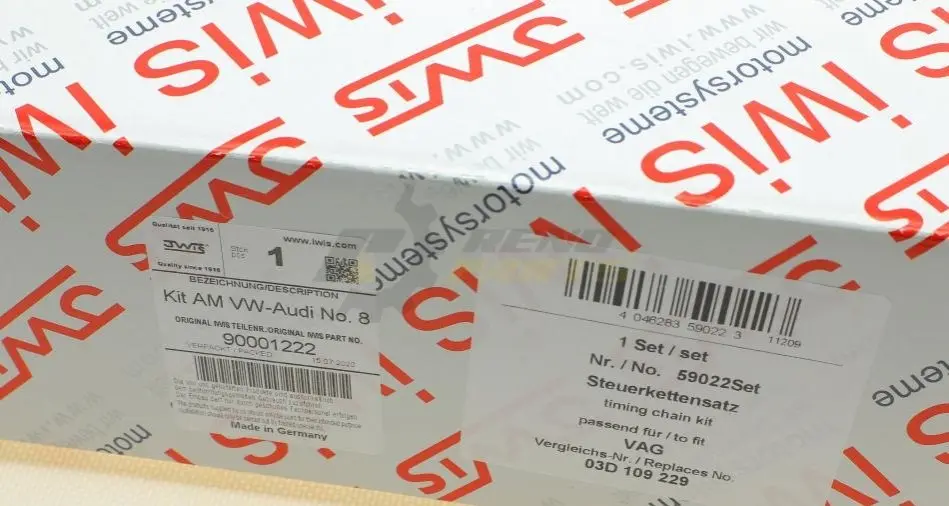 iwis
motorsysteme
wir bewegen die welt
www.iwis.com
iwis
motorsysteme
Qualität seit 1916
JWIS
Quality since 1916
STCK
PCS
1
www.iwis.com
BEZEICHNUNG/DESCRIPTION
Kit AM VW-Audi No. 8
ORIGINAL IWIS TEILENR./ORIGINAL IWIS PART NO.
90001222
VERPACKT / PACKED
15.07.2020
Made in Germany
4 046283 59022 3
11209
1 Set / set
Nr. / No. 59022Set
Steuerkettensatz
timing chain kit
passend für / to fit
VAG
Vergleichs-Nr. / Replaces No.
03D 109 229